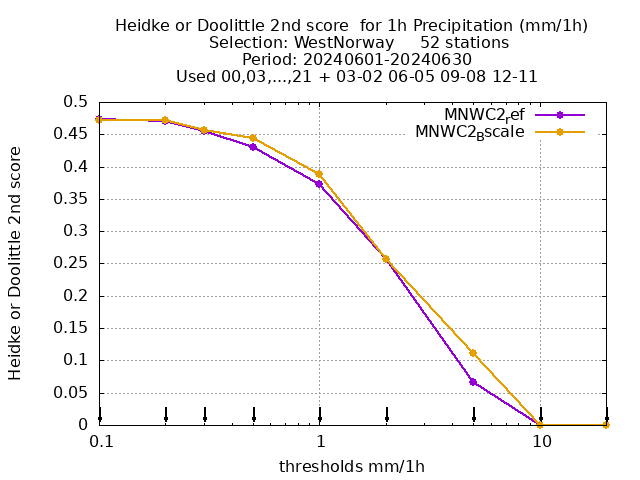 Heidke or Doolittle 2nd score  for 1h Precipitation (mm/1h)
Selection: WestNorway     52 stations
Period: 20240601-20240630
Used 00,03,...,21 + 03-02 06-05 09-08 12-11
MNWC2ref
MNWC2Bscale
0.5
0.45
0.4
0.35
0.3
0.25
0.2
0.15
0.1
0.05
0
Heidke or Doolittle 2nd score
0.1 1 10
thresholds mm/1h